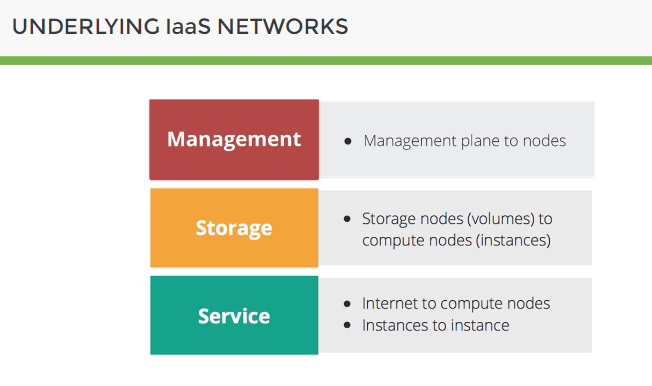 UNDERLYING IaaS NETWORKS
Management
• Management plane to nodes
Storage
• Storage nodes (volumes) to
compute nodes (instances)
Service
• Internet to compute nodes
• Instances to instance